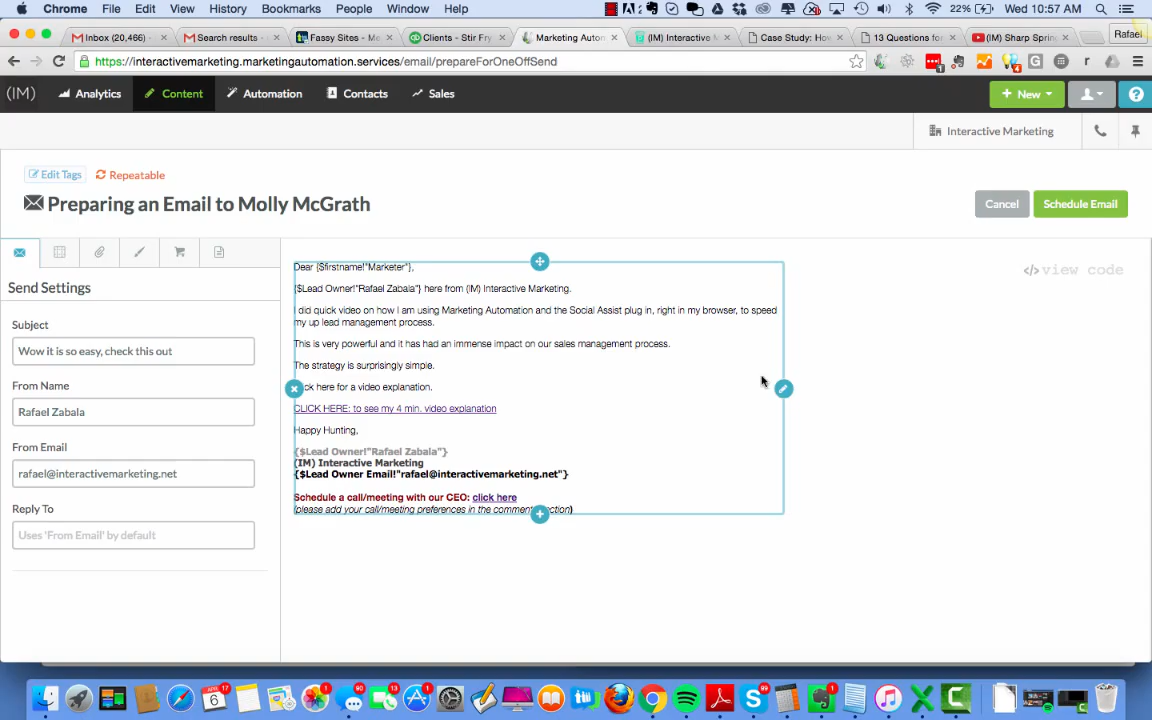 Chrome File Edit View History Bookmarks People Window Help 22% Wed 10:57 AM
Inbox (20,466) - Search results - Fassy Sites - Me Clients - Stir Fry Marketing Autom (IM) Interactive M Case Study: How 13 Questions for (IM) Sharp Sprin Rafael
https://interactivemarketing.marketingautomation.services/email/prepareForOneOffSend
(IM) Analytics Content Automation Contacts Sales + New
Interactive Marketing
Edit Tags Repeatable
Preparing an Email to Molly McGrath
Cancel Schedule Email
</> view code
Send Settings
Subject
Wow it is so easy, check this out
From Name
Rafael Zabala
From Email
rafael@interactivemarketing.net
Reply To
Uses 'From Email' by default
Dear {$firstname!"Marketer"},
{$Lead Owner!"Rafael Zabala"} here from (IM) Interactive Marketing.
I did quick video on how I am using Marketing Automation and the Social Assist plug in, right in my browser, to speed
my up lead management process.
This is very powerful and it has had an immense impact on our sales management process.
The strategy is surprisingly simple.
ck here for a video explanation.
CLICK HERE: to see my 4 min. video explanation
Happy Hunting,
{$Lead Owner!"Rafael Zabala"}
(IM) Interactive Marketing
{$Lead Owner Email!"rafael@interactivemarketing.net"}
Schedule a call/meeting with our CEO: click here
(please add your call/meeting preferences in the comment section)